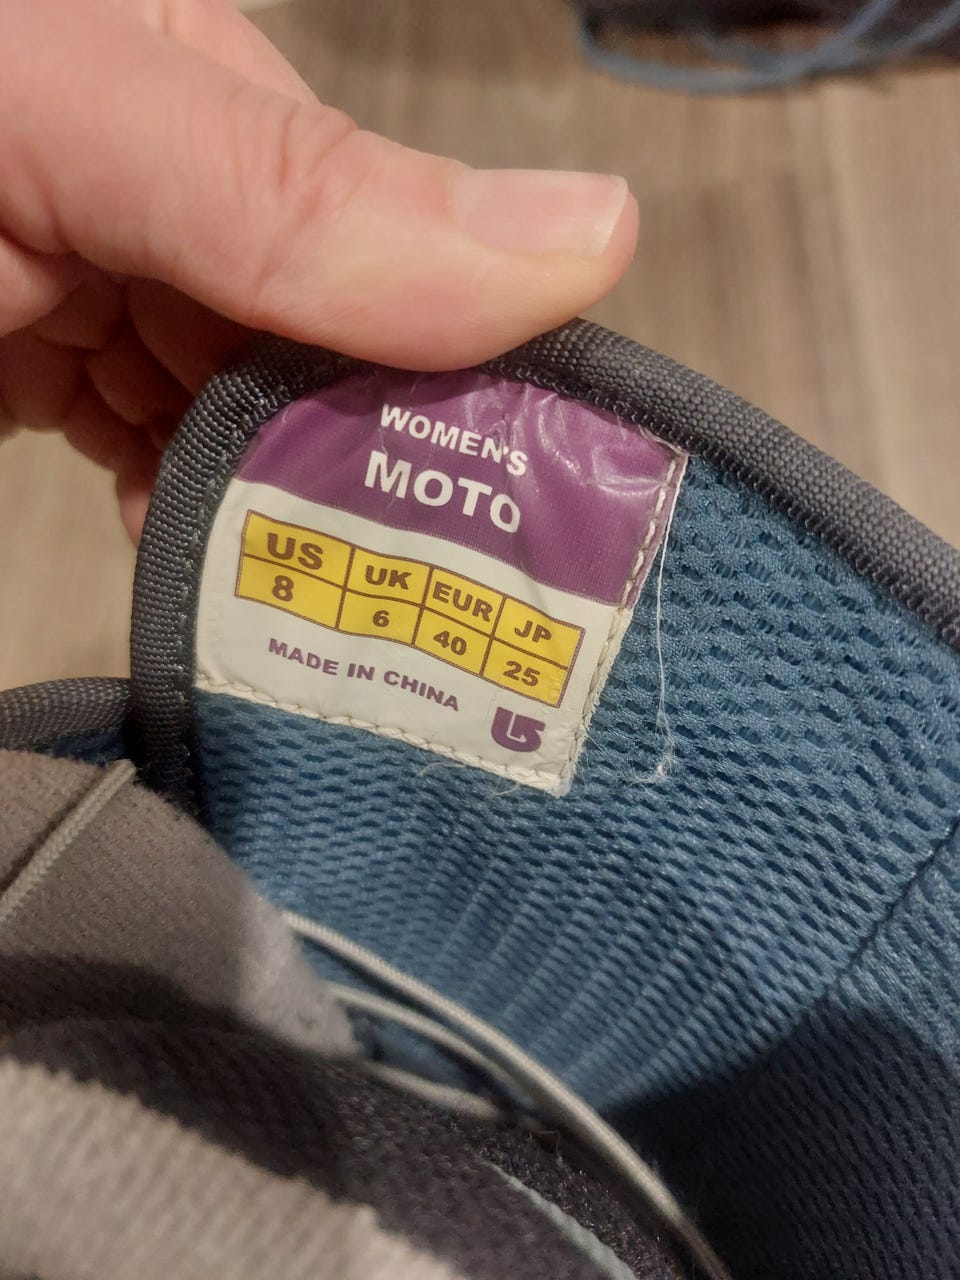 WOMEN'S
MOTO
US UK EUR JP
8 6 40 25
MADE IN CHINA